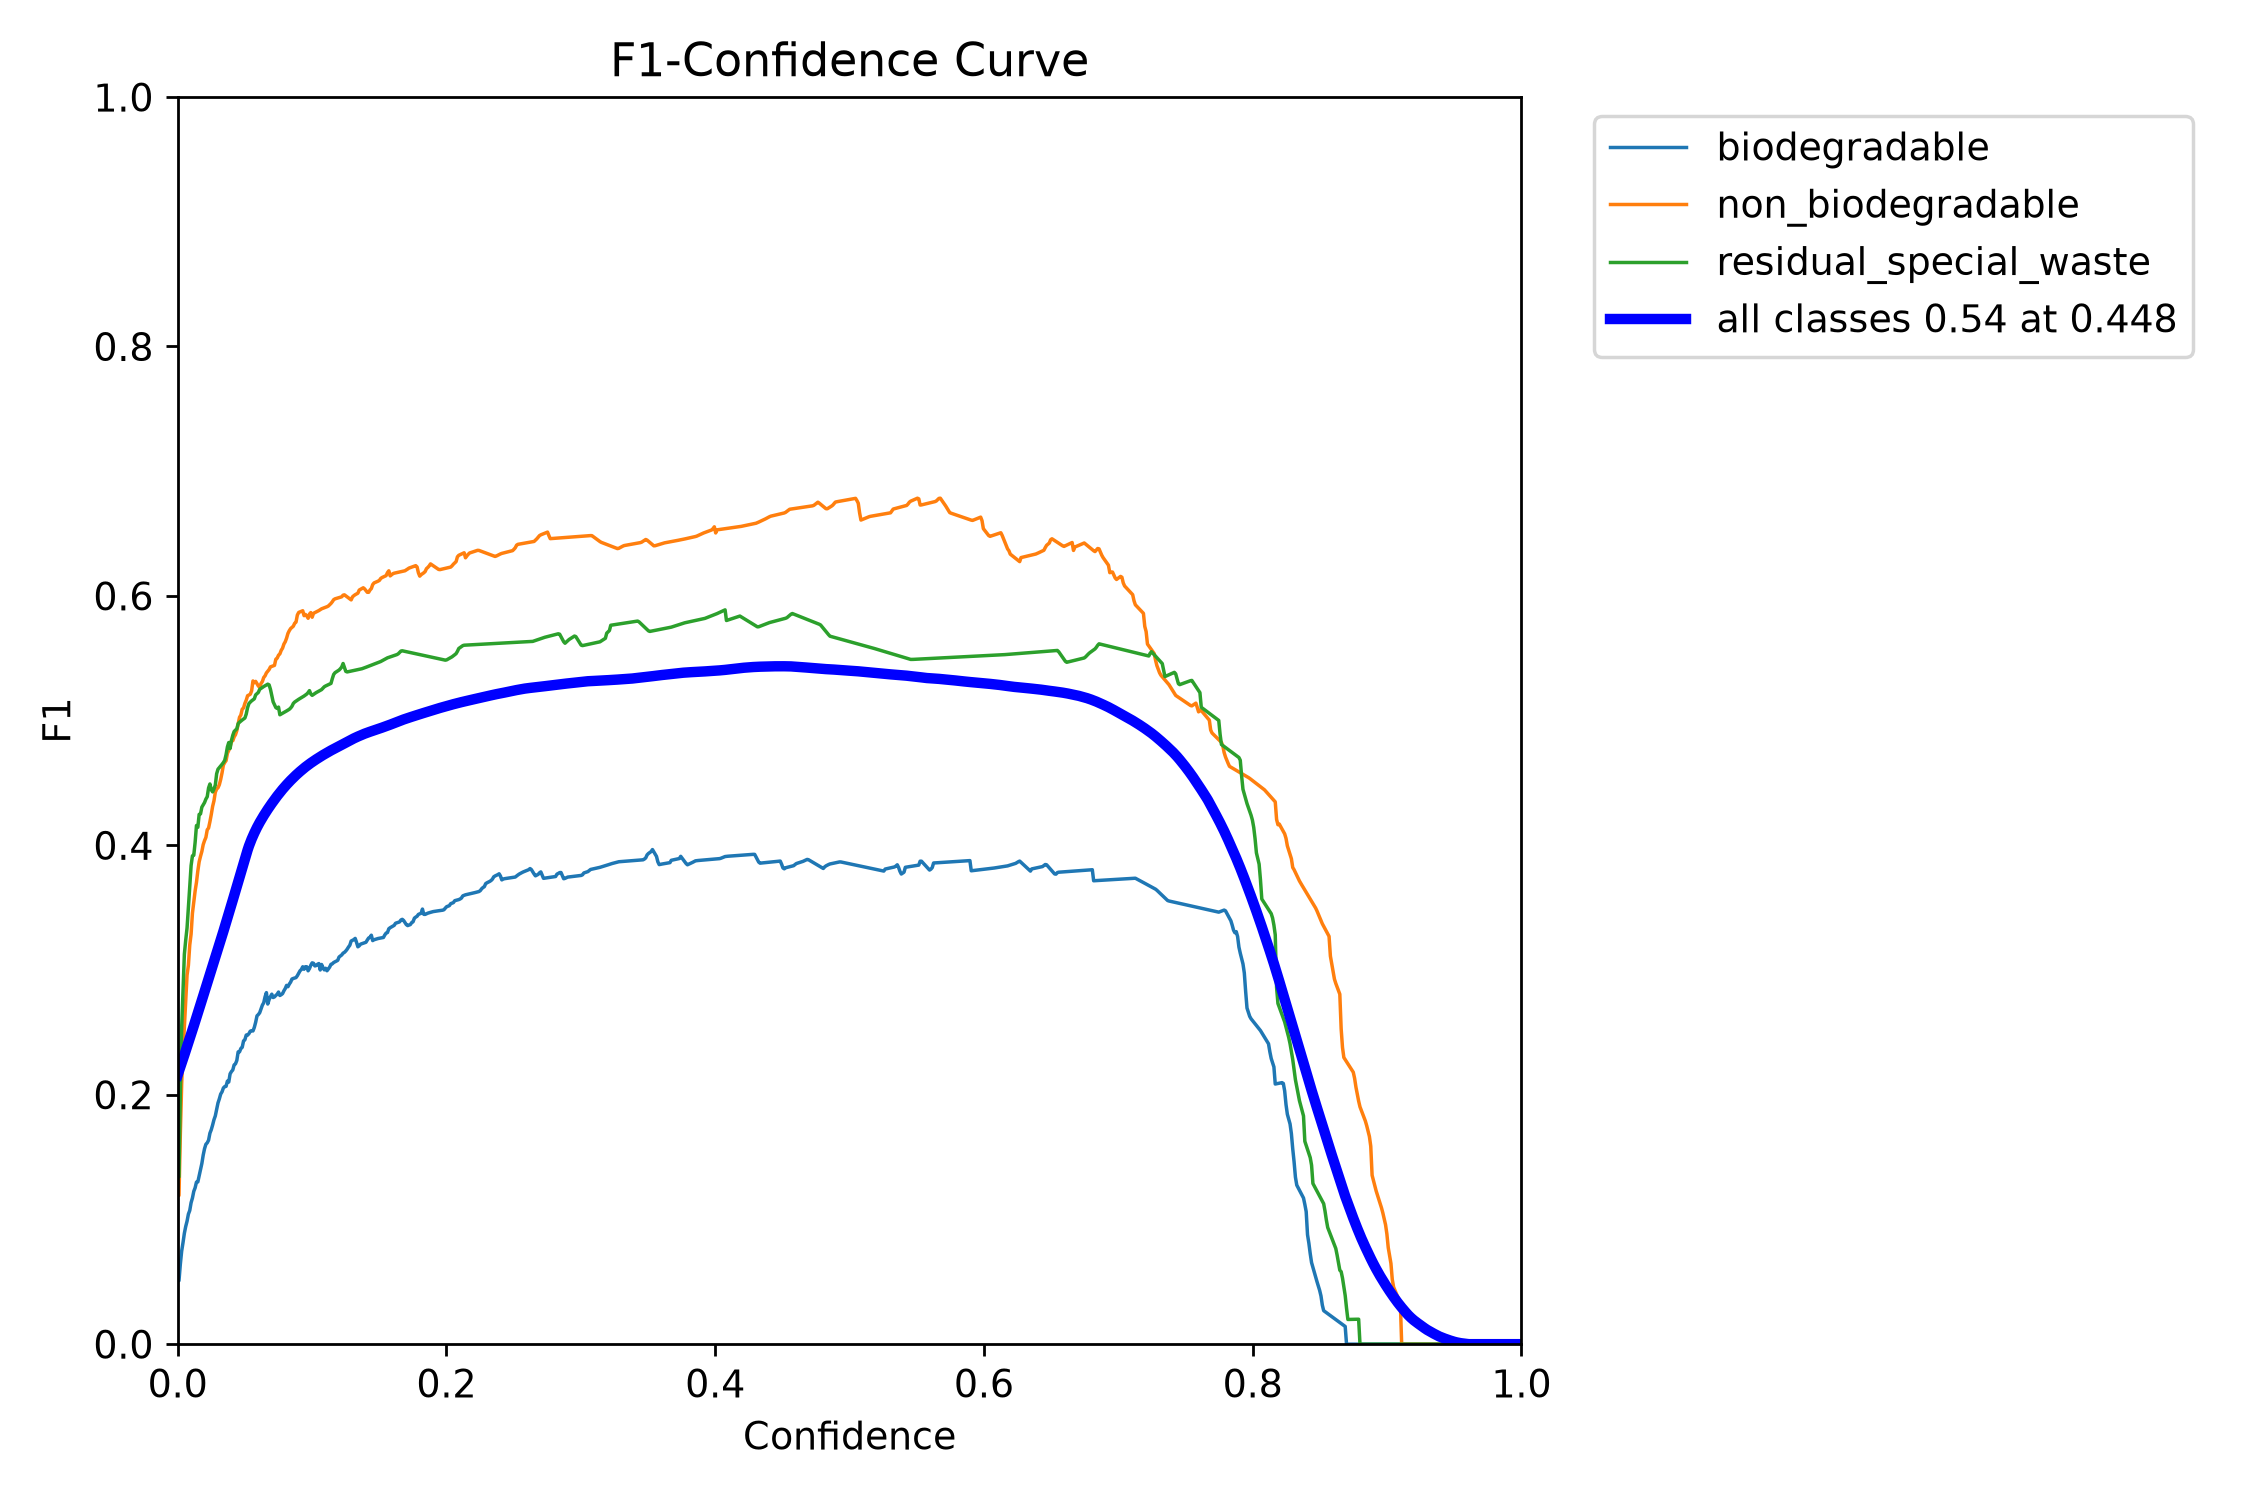 F1-Confidence Curve
1.0
0.8
0.6
0.4
0.2
0.0
F1
0.0 0.2 0.4 0.6 0.8 1.0
Confidence
biodegradable
non_biodegradable
residual_special_waste
all classes 0.54 at 0.448